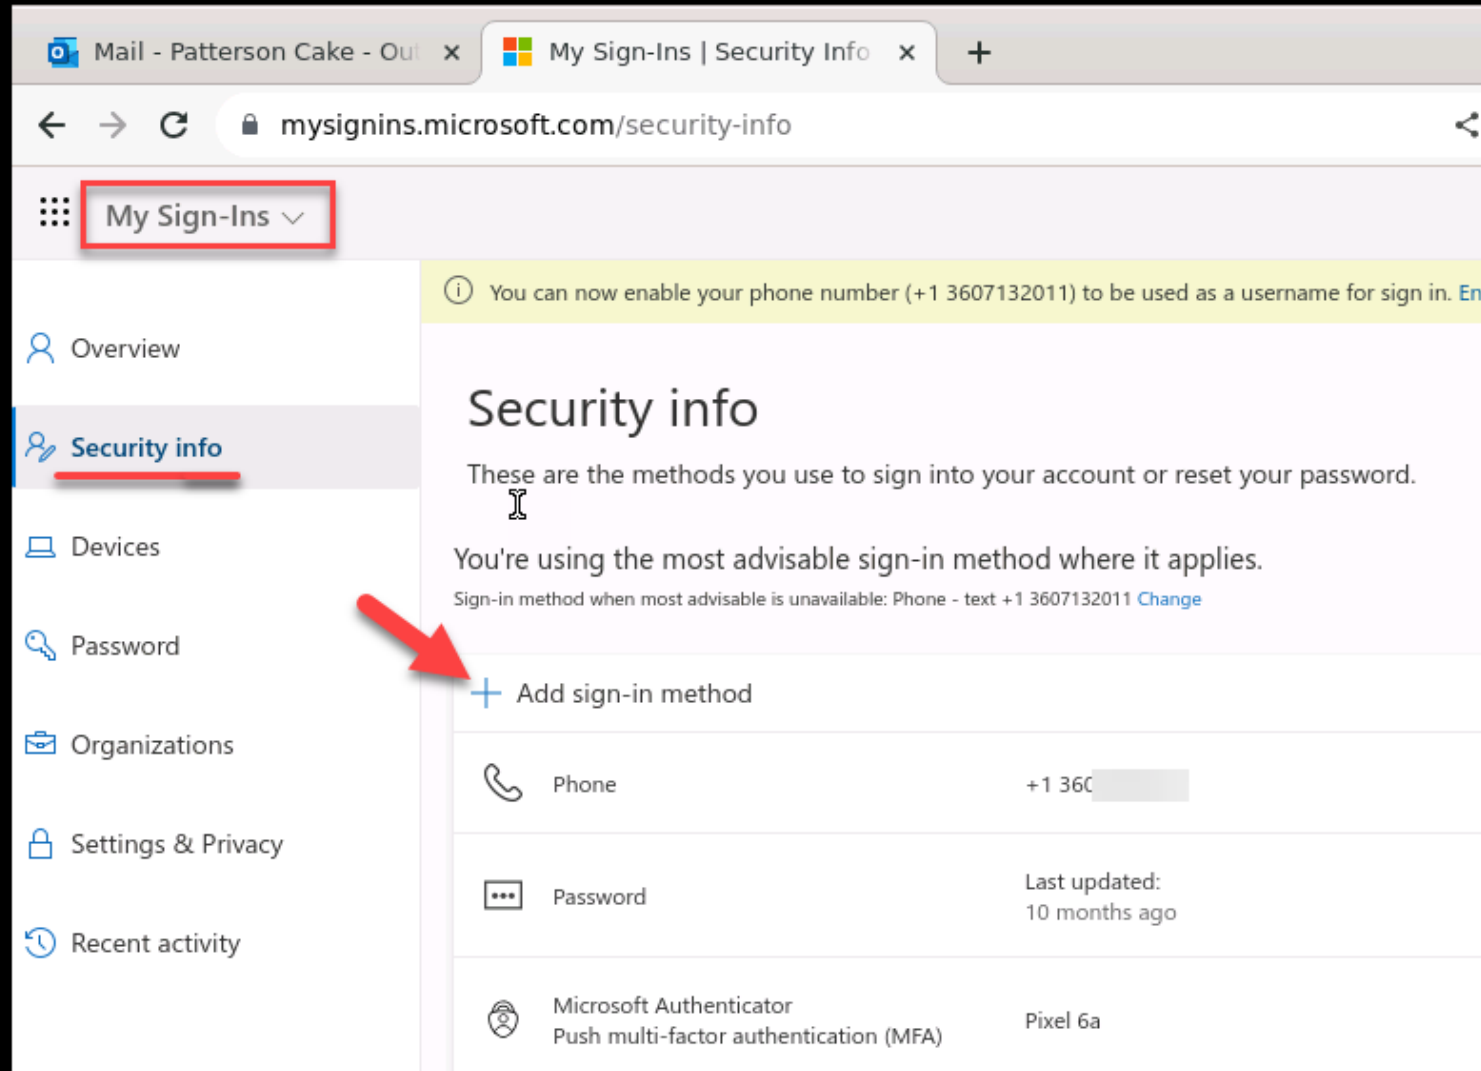 Mail - Patterson Cake - Out
My Sign-Ins | Security Info
mysignins.microsoft.com/security-info
My Sign-Ins
You can now enable your phone number (+1 3607132011) to be used as a username for sign in. En
Overview
Security info
Devices
Password
Organizations
Settings & Privacy
Recent activity
Security info
These are the methods you use to sign into your account or reset your password.
You're using the most advisable sign-in method where it applies.
Sign-in method when most advisable is unavailable: Phone - text +1 3607132011 Change
Add sign-in method
Phone +1 360
Password Last updated:
10 months ago
Microsoft Authenticator
Push multi-factor authentication (MFA) Pixel 6a